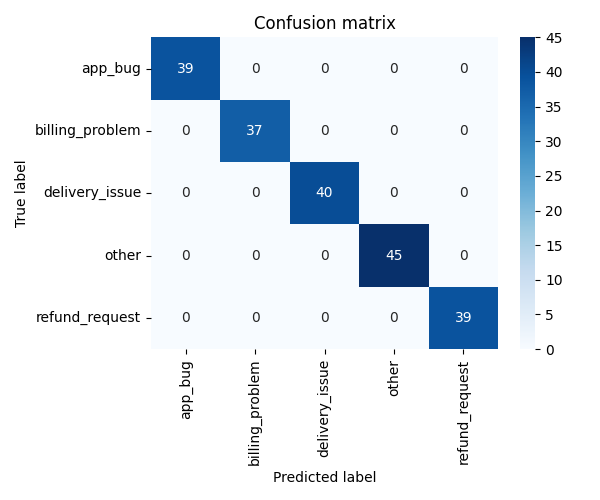 Confusion matrix
True label
app_bug 39 0 0 0 0
billing_problem 0 37 0 0 0
delivery_issue 0 0 40 0 0
other 0 0 0 45 0
refund_request 0 0 0 0 39
app_bug billing_problem delivery_issue other refund_request
Predicted label
45
40
35
30
25
20
15
10
5
0